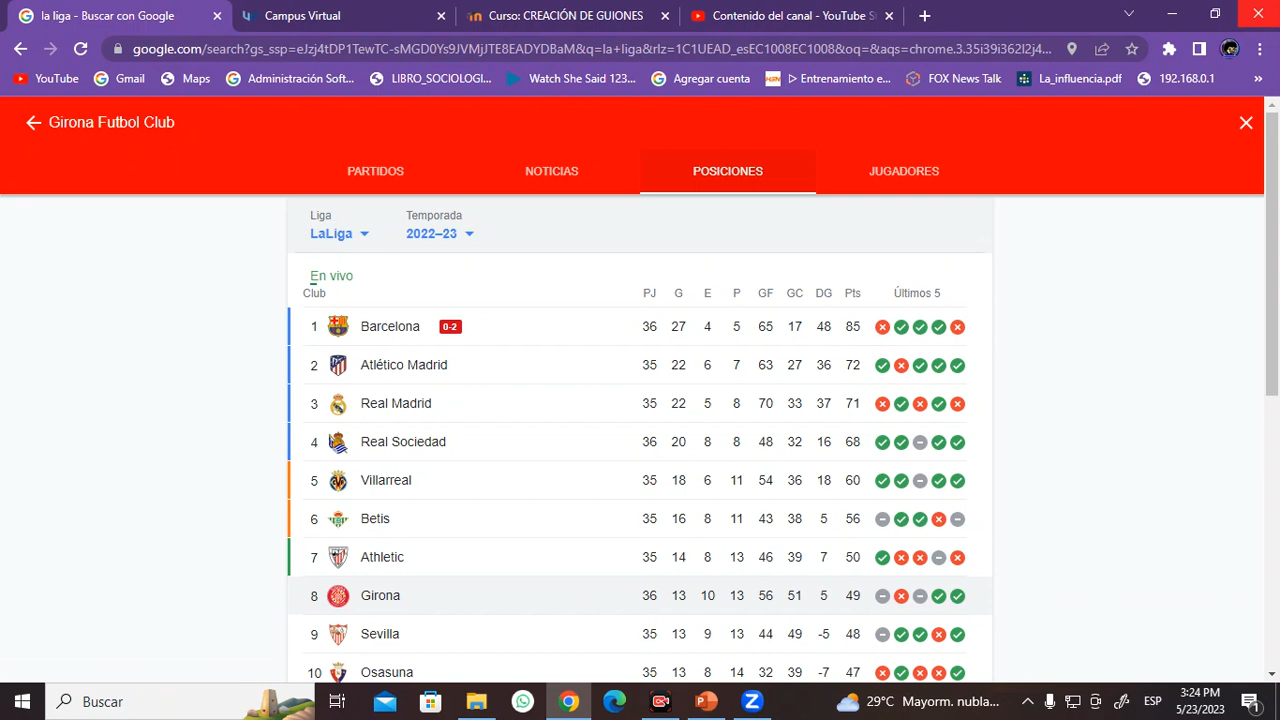 la liga - Buscar con Google
Campus Virtual
Curso: CREACIÓN DE GUIONES
Contenido del canal - YouTube S
google.com/search?gs_ssp=eJzj4tDP1TewTC-sMGD0Ys9JVMjJTE8EADYDBaM&q=la+liga&rlz=1C1UEAD_esEC1008EC1008&oq=&aqs=chrome.3.35i39i362l2j4...
YouTube Gmail Maps Administración Soft... LIBRO_SOCIOLOGI... Watch She Said 123... Agregar cuenta ▷ Entrenamiento e... FOX News Talk La_influencia.pdf 192.168.0.1 »
Girona Futbol Club
PARTIDOS NOTICIAS POSICIONES JUGADORES
Liga Temporada
LaLiga 2022–23
En vivo
Club PJ G E P GF GC DG Pts Últimos 5
1 Barcelona 0-2 36 27 4 5 65 17 48 85
2 Atlético Madrid 35 22 6 7 63 27 36 72
3 Real Madrid 35 22 5 8 70 33 37 71
4 Real Sociedad 36 20 8 8 48 32 16 68
5 Villarreal 35 18 6 11 54 36 18 60
6 Betis 35 16 8 11 43 38 5 56
7 Athletic 35 14 8 13 46 39 7 50
8 Girona 36 13 10 13 56 51 5 49
9 Sevilla 35 13 9 13 44 49 -5 48
10 Osasuna 35 13 8 14 32 39 -7 47
Buscar
29°C Mayorm. nubla... ESP
3:24 PM
5/23/2023
1